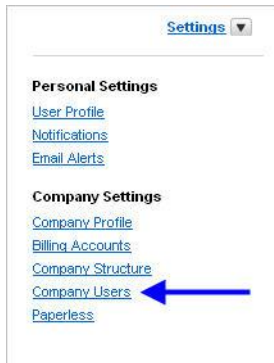 Settings
Personal Settings
User Profile
Notifications
Email Alerts
Company Settings
Company Profile
Billing Accounts
Company Structure
Company Users
Paperless